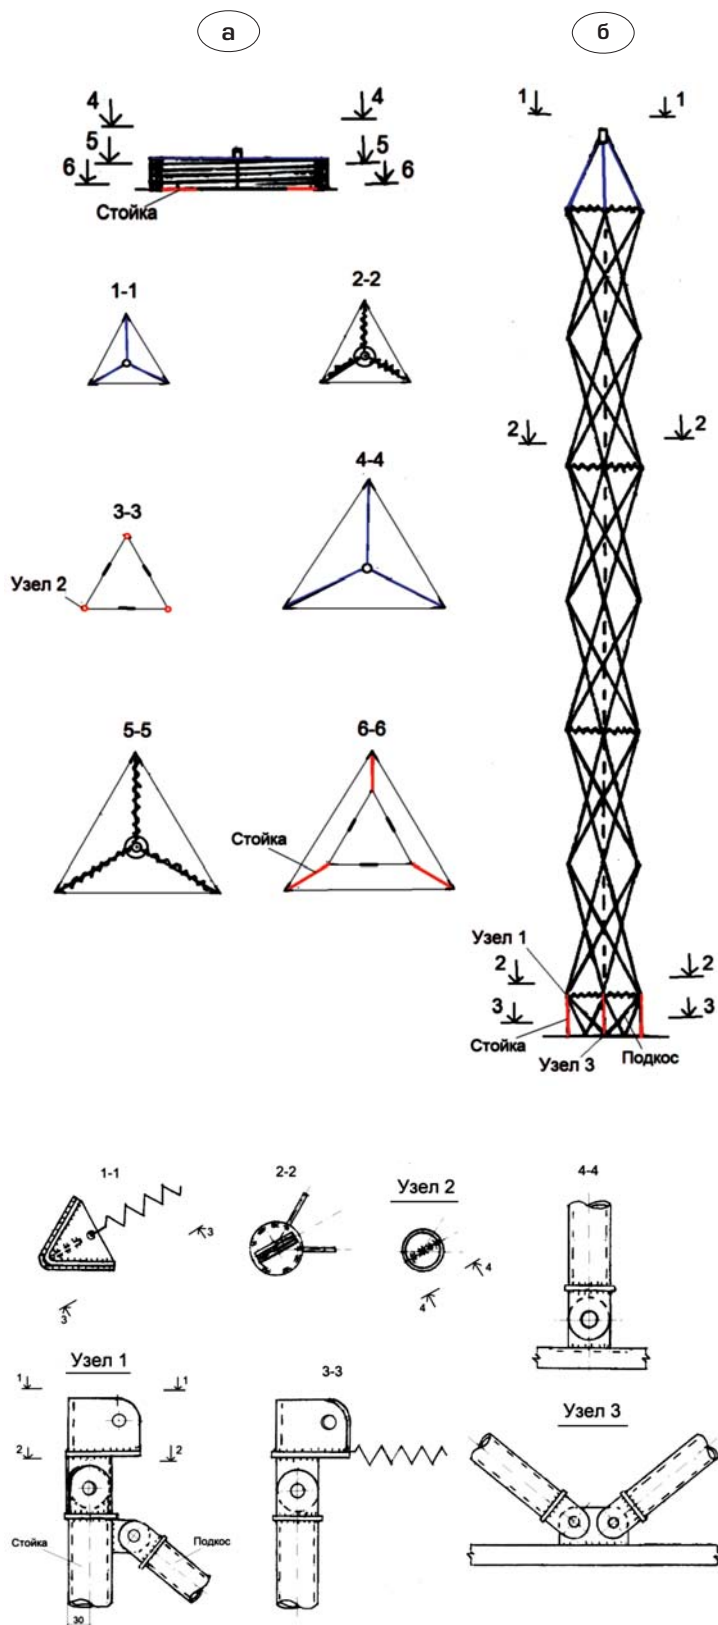 а б
4 4
5 5
6 6
Стойка
1 1
1-1 2-2
2 2
4-4
3-3
Узел 2
5-5 6-6
Стойка
Узел 1
2 2
3 3
Стойка
Узел 3
Подкос
1-1
2-2
Узел 2
4-4
3
3
4
4
Узел 1
3-3
Узел 3
1 1
2 2
Стойка
Подкос
30